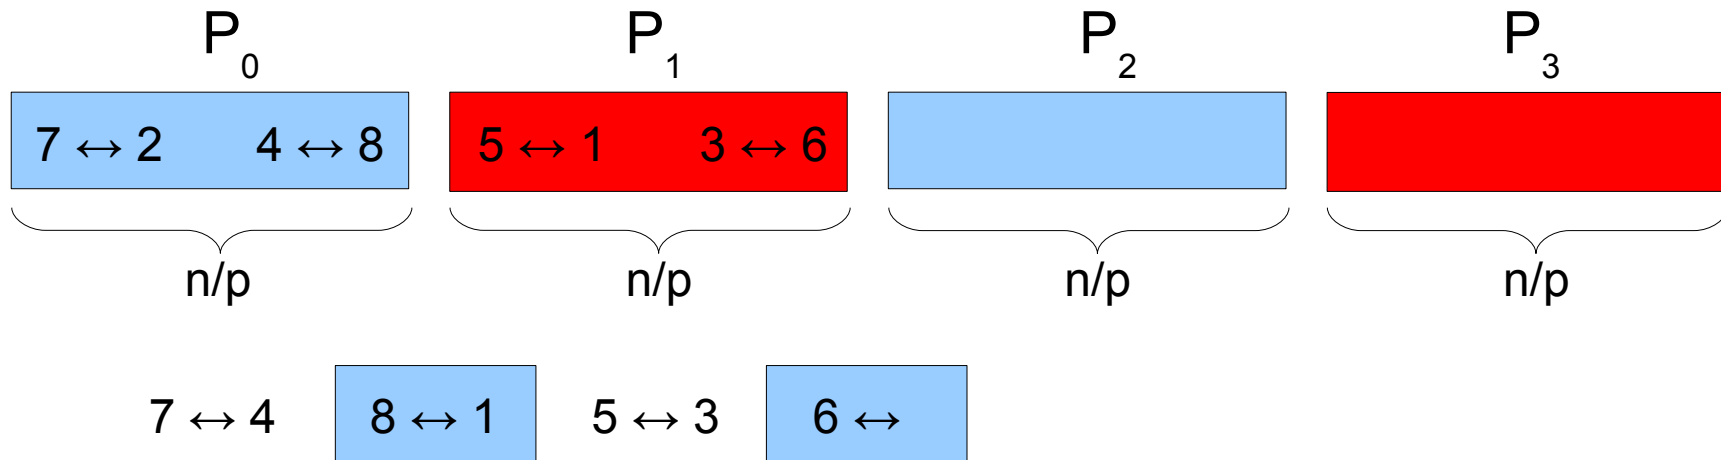 P0 P1 P2 P3
7 ↔ 2 4 ↔ 8 5 ↔ 1 3 ↔ 6
n/p n/p n/p n/p
7 ↔ 4 8 ↔ 1 5 ↔ 3 6 ↔